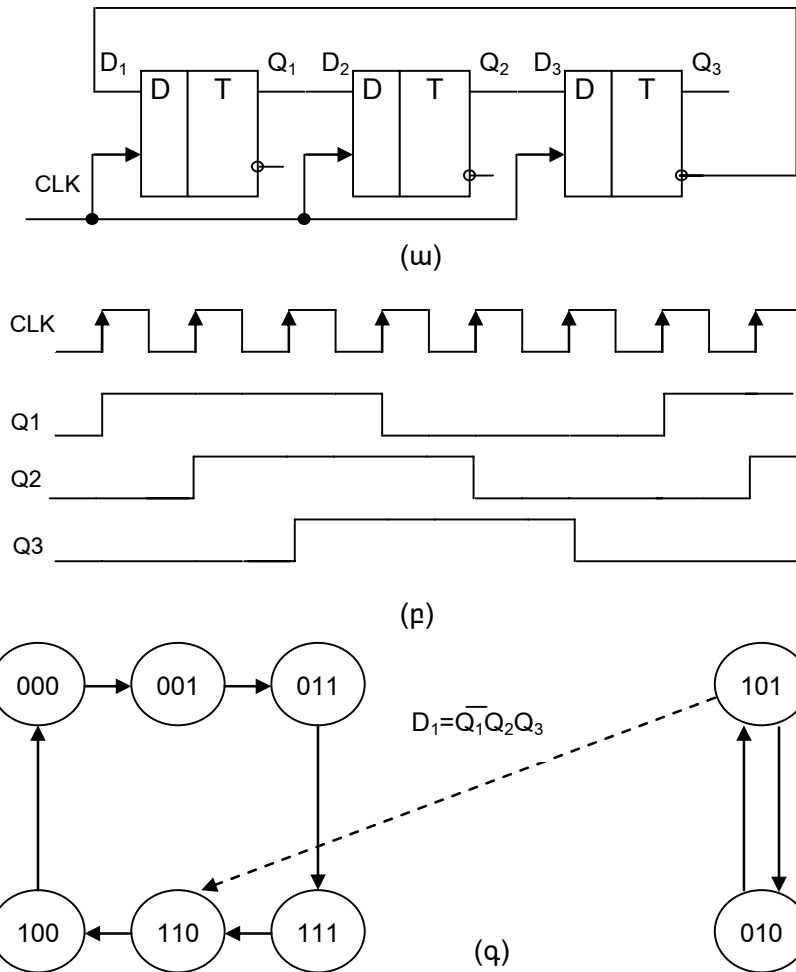 D₁ Q₁ D₂ Q₂ D₃ Q₃
D T D T D T
CLK
(ա)
CLK
Q1
Q2
Q3
(բ)
000 001 011 101
D₁=Q̅₁Q₂Q₃
100 110 111 010
(գ)